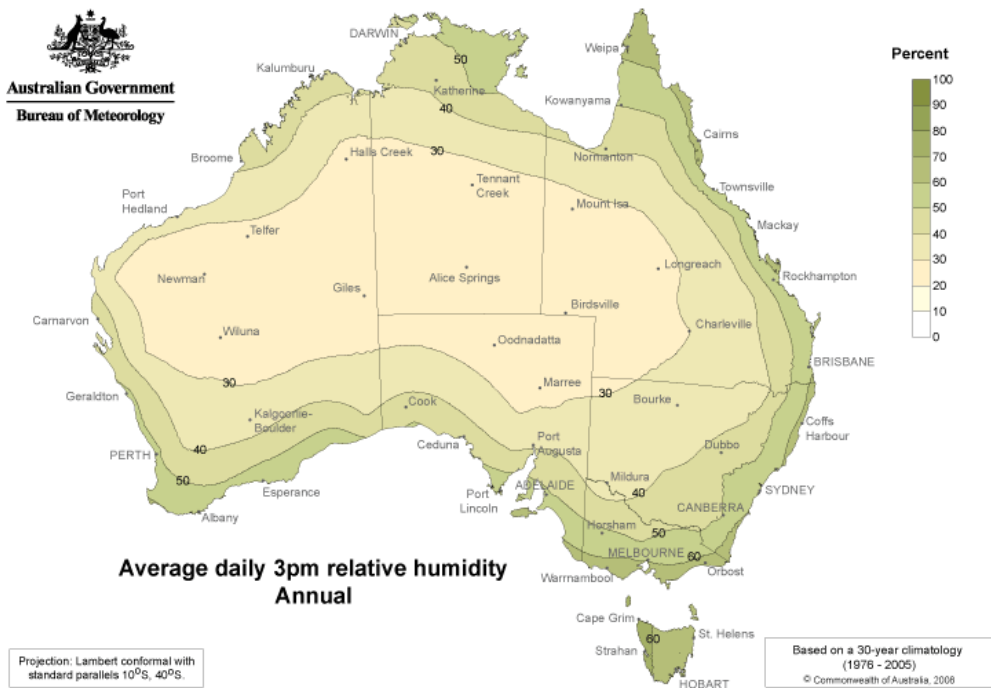 Australian Government
Bureau of Meteorology
DARWIN
50
Weipa
Kalumburu
Katherine
Kowanyama
40
Cairns
Broome
Halls Creek
30
Normanton
Tennant
Creek
Townsville
Port
Hedland
Mount Isa
Mackay
Telfer
Newman
Giles
Alice Springs
Longreach
Rockhampton
Birdsville
Carnarvon
Wiluna
Oodnadatta
Charleville
BRISBANE
30
Marree
30
Geraldton
Bourke
Kalgoorlie-
Boulder
Cook
Coffs
Harbour
Ceduna
Port
Augusta
Dubbo
PERTH
40
50
Esperance
Albany
Port
Lincoln
ADELAIDE
Mildura
40
SYDNEY
CANBERRA
Horsham
50
MELBOURNE
60
Warrnambool
Orbost
Cape Grim
60
St. Helens
Strahan
HOBART
Percent
100
90
80
70
60
50
40
30
20
10
0
Average daily 3pm relative humidity
Annual
Projection: Lambert conformal with
standard parallels 10°S, 40°S.
Based on a 30-year climatology
(1976 - 2005)
© Commonwealth of Australia, 2008